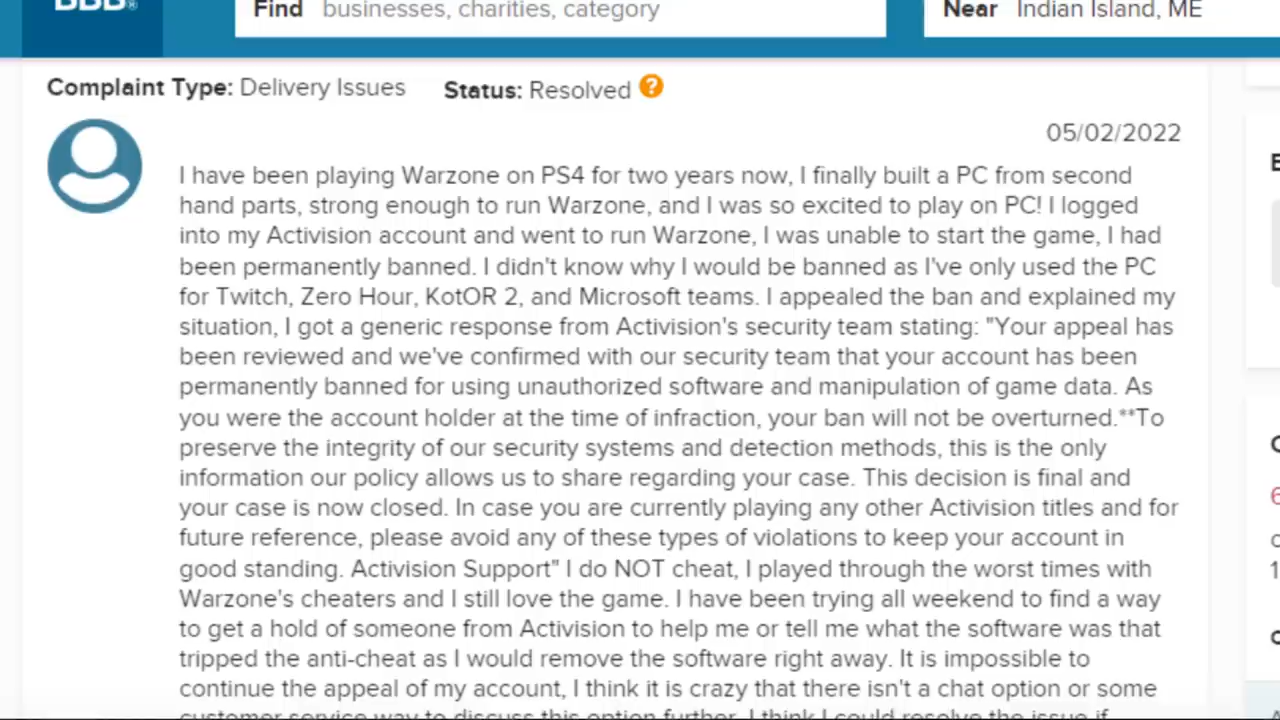 BBB®
Find businesses, charities, category
Near Indian Island, ME
Complaint Type: Delivery Issues
Status: Resolved ?
05/02/2022
I have been playing Warzone on PS4 for two years now, I finally built a PC from second
hand parts, strong enough to run Warzone, and I was so excited to play on PC! I logged
into my Activision account and went to run Warzone, I was unable to start the game, I had
been permanently banned. I didn't know why I would be banned as I've only used the PC
for Twitch, Zero Hour, KotOR 2, and Microsoft teams. I appealed the ban and explained my
situation, I got a generic response from Activision's security team stating: "Your appeal has
been reviewed and we've confirmed with our security team that your account has been
permanently banned for using unauthorized software and manipulation of game data. As
you were the account holder at the time of infraction, your ban will not be overturned.**To
preserve the integrity of our security systems and detection methods, this is the only
information our policy allows us to share regarding your case. This decision is final and
your case is now closed. In case you are currently playing any other Activision titles and for
future reference, please avoid any of these types of violations to keep your account in
good standing. Activision Support" I do NOT cheat, I played through the worst times with
Warzone's cheaters and I still love the game. I have been trying all weekend to find a way
to get a hold of someone from Activision to help me or tell me what the software was that
tripped the anti-cheat as I would remove the software right away. It is impossible to
continue the appeal of my account, I think it is crazy that there isn't a chat option or some
customer service way to discuss this option further. I think I could resolve the issue if